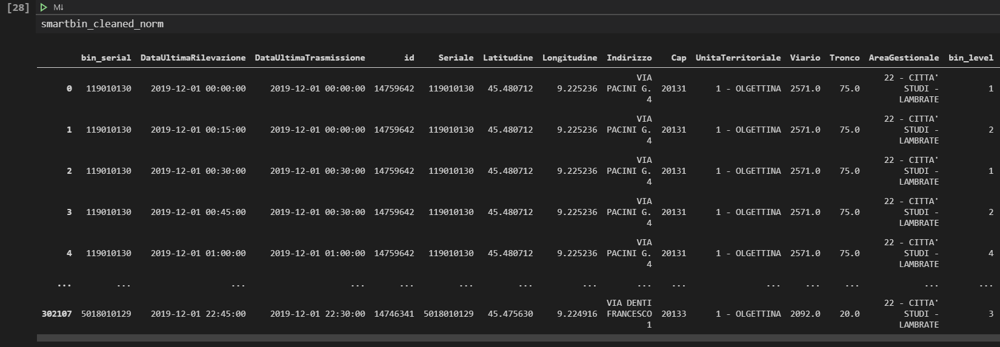 [28] M↓
smartbin_cleaned_norm
bin_serial DataUltimaRilevazione DataUltimaTrasmissione id Seriale Latitudine Longitudine Indirizzo Cap UnitaTerritoriale Viario Tronco AreaGestionale bin_level
VIA 22 - CITTA'
0 119010130 2019-12-01 00:00:00 2019-12-01 00:00:00 14759642 119010130 45.480712 9.225236 PACINI G. 20131 1 - OLGETTINA 2571.0 75.0 STUDI - 1
4 LAMBRATE
VIA 22 - CITTA'
1 119010130 2019-12-01 00:15:00 2019-12-01 00:00:00 14759642 119010130 45.480712 9.225236 PACINI G. 20131 1 - OLGETTINA 2571.0 75.0 STUDI - 2
4 LAMBRATE
VIA 22 - CITTA'
2 119010130 2019-12-01 00:30:00 2019-12-01 00:30:00 14759642 119010130 45.480712 9.225236 PACINI G. 20131 1 - OLGETTINA 2571.0 75.0 STUDI - 1
4 LAMBRATE
VIA 22 - CITTA'
3 119010130 2019-12-01 00:45:00 2019-12-01 00:30:00 14759642 119010130 45.480712 9.225236 PACINI G. 20131 1 - OLGETTINA 2571.0 75.0 STUDI - 2
4 LAMBRATE
VIA 22 - CITTA'
4 119010130 2019-12-01 01:00:00 2019-12-01 01:00:00 14759642 119010130 45.480712 9.225236 PACINI G. 20131 1 - OLGETTINA 2571.0 75.0 STUDI - 4
4 LAMBRATE
... ... ... ... ... ... ... ... ... ... ... ... ... ... ...
VIA DENTI 22 - CITTA'
302107 5018010129 2019-12-01 22:45:00 2019-12-01 22:30:00 14746341 5018010129 45.475630 9.224916 FRANCESCO 20133 1 - OLGETTINA 2092.0 20.0 STUDI - 3
1 LAMBRATE